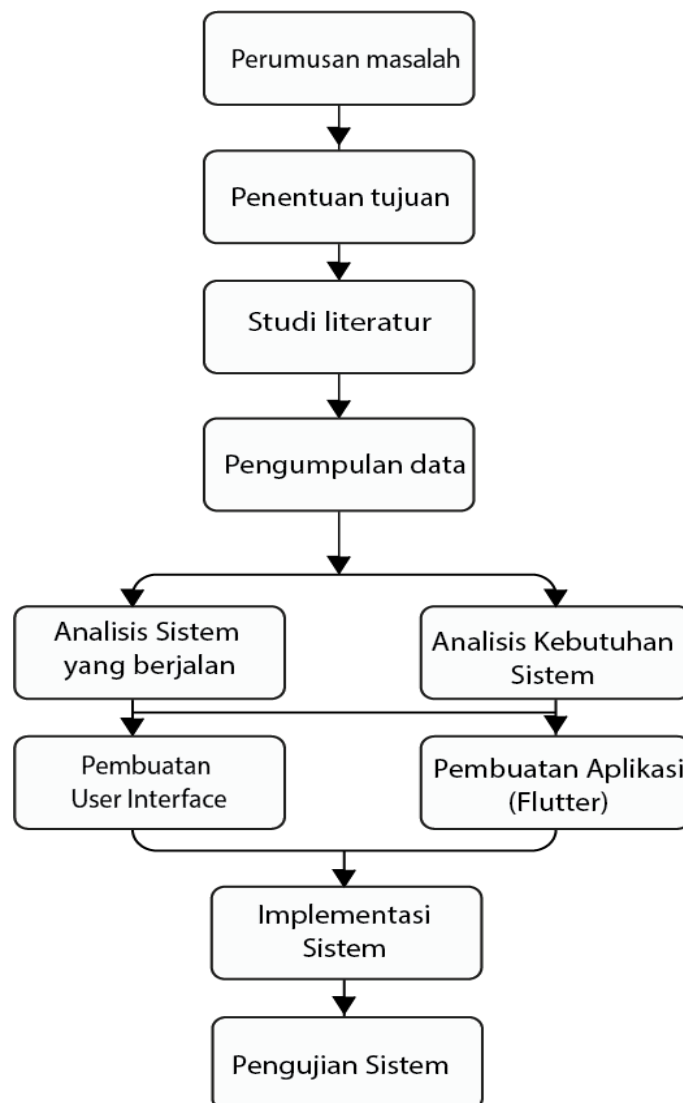 Perumusan masalah
Penentuan tujuan
Studi literatur
Pengumpulan data
Analisis Sistem
yang berjalan
Analisis Kebutuhan
Sistem
Pembuatan
User Interface
Pembuatan Aplikasi
(Flutter)
Implementasi
Sistem
Pengujian Sistem